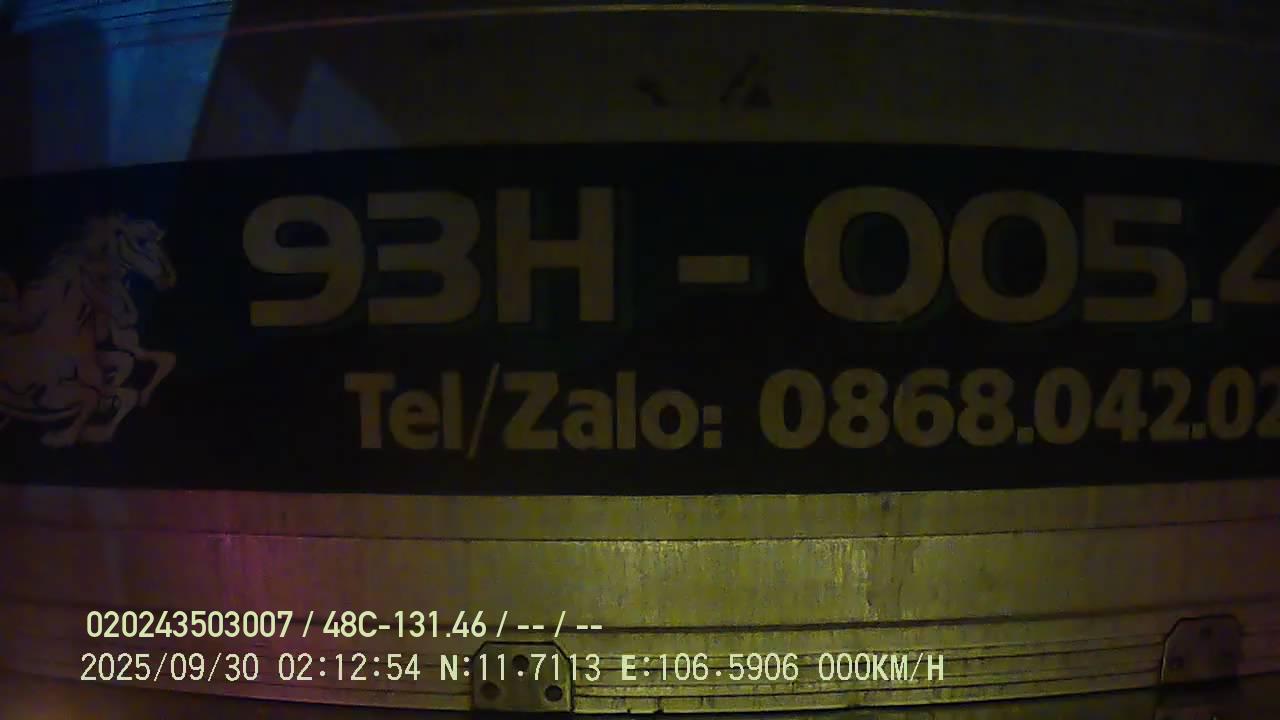 93H - 005.4
Tel/Zalo: 0868.042.02
020243503007 / 48C-131.46 / -- / --
2025/09/30 02:12:54 N:11.7113 E:106.5906 000KM/H